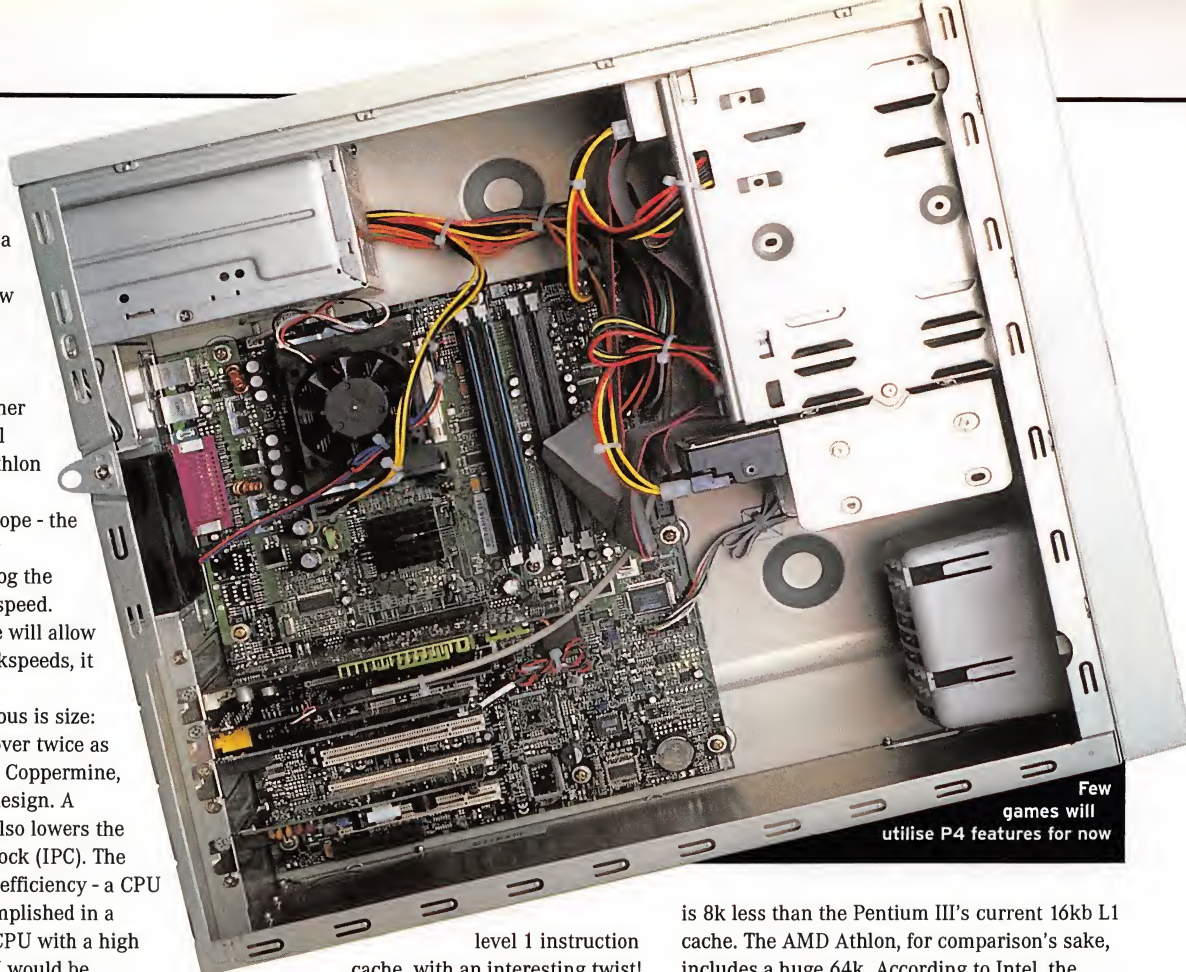 a
w
ner
l
thlon
ope - the
og the
speed.
e will allow
kspeeds, it
ous is size:
over twice as
Coppermine,
esign. A
lso lowers the
ock (IPC). The
efficiency - a CPU
mplished in a
CPU with a high
would be
level 1 instruction
cache, with an interesting twist!
Few
games will
utilise P4 features for now
is 8k less than the Pentium III's current 16kb L1
cache. The AMD Athlon, for comparison's sake,
includes a huge 64k. According to Intel, the